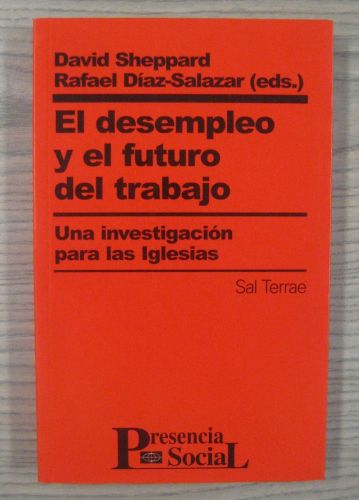 David Sheppard
Rafael Díaz-Salazar (eds.)
El desempleo
y el futuro
del trabajo
Una investigación
para las Iglesias
Sal Terrae
Presencia
Social